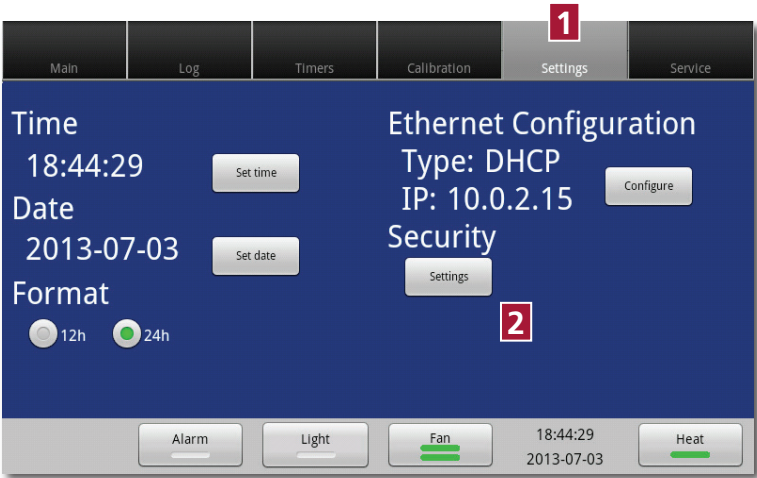 1
Main Log Timers Calibration Settings Service
Time
18:44:29
Set time
Date
2013-07-03
Set date
Format
12h 24h
Ethernet Configuration
Type: DHCP
IP: 10.0.2.15
Configure
Security
Settings
2
Alarm Light Fan 18:44:29 Heat
2013-07-03